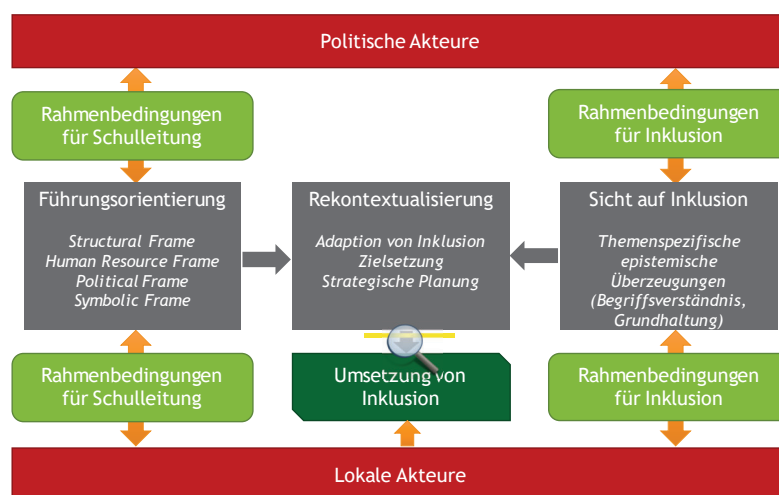 Politische Akteure
Rahmenbedingungen
für Schulleitung
Rahmenbedingungen
für Inklusion
Führungsorientierung
Structural Frame
Human Resource Frame
Political Frame
Symbolic Frame
Rekontextualisierung
Adaption von Inklusion
Zielsetzung
Strategische Planung
Sicht auf Inklusion
Themenspezifische
epistemische
Überzeugungen
(Begriffsverständnis,
Grundhaltung)
Rahmenbedingungen
für Schulleitung
Umsetzung von
Inklusion
Rahmenbedingungen
für Inklusion
Lokale Akteure